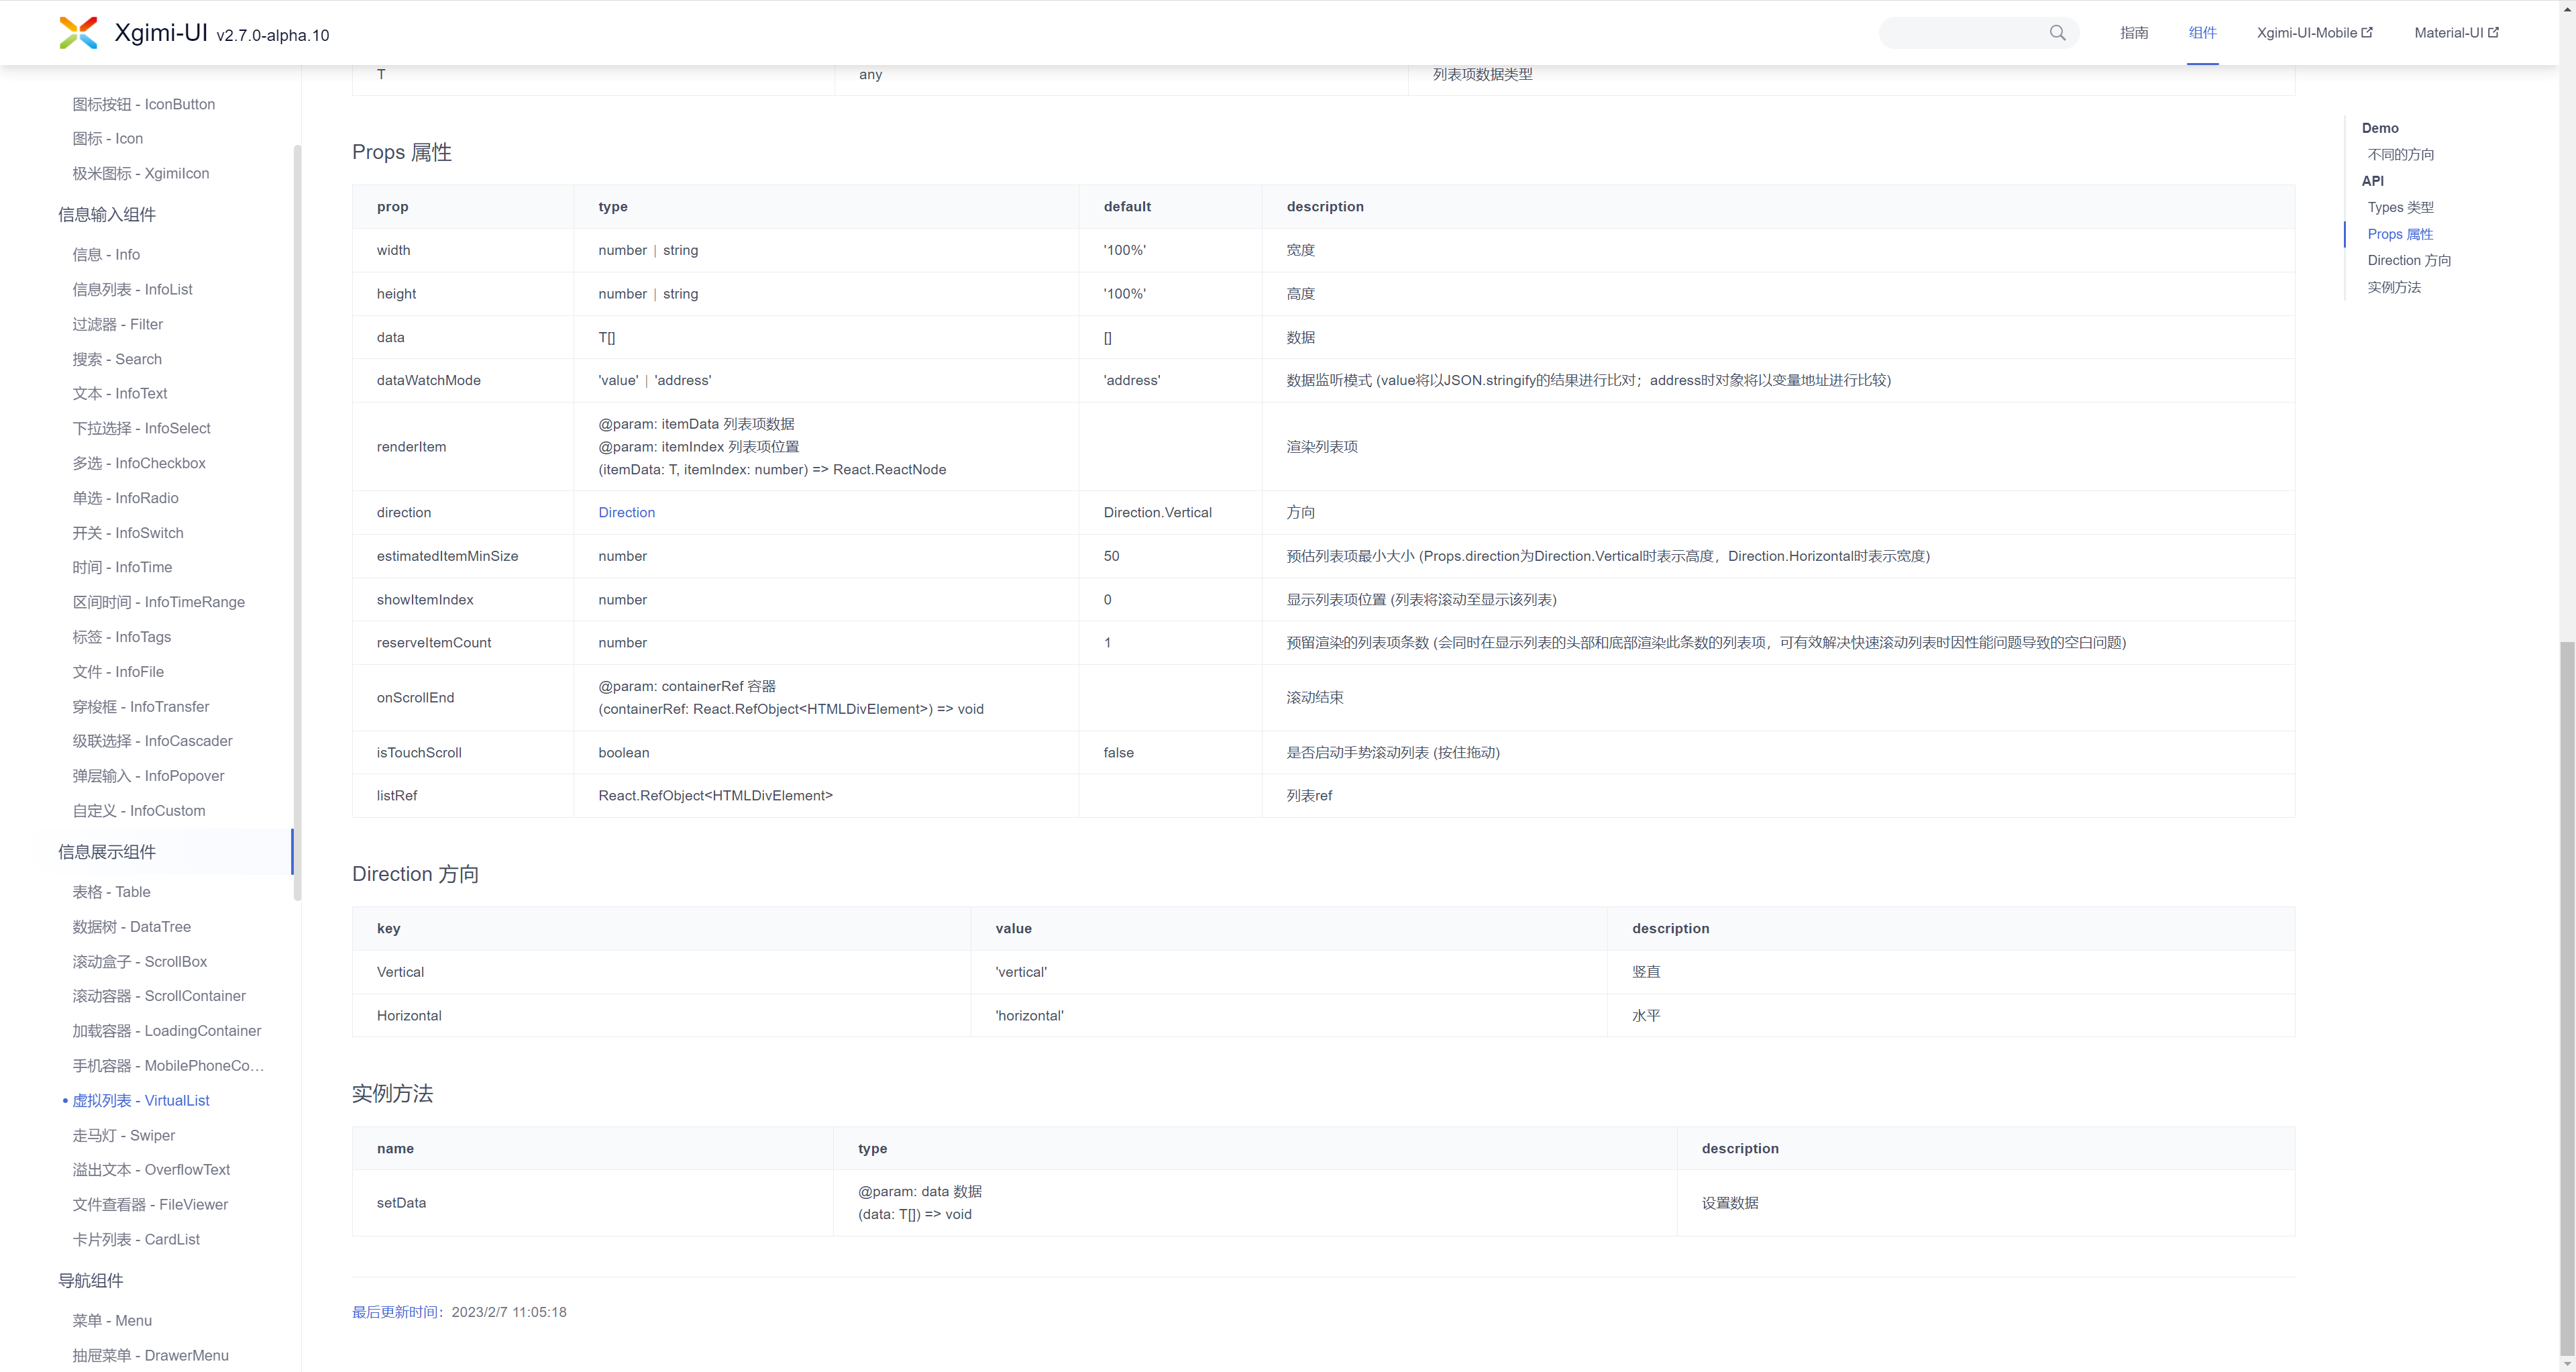 Xgimi-UI v2.7.0-alpha.10
指南
组件
Xgimi-UI-Mobile
Material-UI
图标按钮 - IconButton
图标 - Icon
极米图标 - XgimiIcon
信息输入组件
信息 - Info
信息列表 - InfoList
过滤器 - Filter
搜索 - Search
文本 - InfoText
下拉选择 - InfoSelect
多选 - InfoCheckbox
单选 - InfoRadio
开关 - InfoSwitch
时间 - InfoTime
区间时间 - InfoTimeRange
标签 - InfoTags
文件 - InfoFile
穿梭框 - InfoTransfer
级联选择 - InfoCascader
弹层输入 - InfoPopover
自定义 - InfoCustom
信息展示组件
表格 - Table
数据树 - DataTree
滚动盒子 - ScrollBox
滚动容器 - ScrollContainer
加载容器 - LoadingContainer
手机容器 - MobilePhoneCo…
虚拟列表 - VirtualList
走马灯 - Swiper
溢出文本 - OverflowText
文件查看器 - FileViewer
卡片列表 - CardList
导航组件
菜单 - Menu
抽屉菜单 - DrawerMenu
T any 列表项数据类型
Props 属性
prop type default description
width number | string '100%' 宽度
height number | string '100%' 高度
data T[] [] 数据
dataWatchMode 'value' | 'address' 'address' 数据监听模式 (value将以JSON.stringify的结果进行比对；address时对象将以变量地址进行比较)
@param: itemData 列表项数据
@param: itemIndex 列表项位置
renderItem 渲染列表项
(itemData: T, itemIndex: number) => React.ReactNode
direction Direction Direction.Vertical 方向
estimatedItemMinSize number 50 预估列表项最小大小 (Props.direction为Direction.Vertical时表示高度，Direction.Horizontal时表示宽度)
showItemIndex number 0 显示列表项位置 (列表将滚动至显示该列表)
reserveItemCount number 1 预留渲染的列表项条数 (会同时在显示列表的头部和底部渲染此条数的列表项，可有效解决快速滚动列表时因性能问题导致的空白问题)
@param: containerRef 容器
onScrollEnd 滚动结束
(containerRef: React.RefObject<HTMLDivElement>) => void
isTouchScroll boolean false 是否启动手势滚动列表 (按住拖动)
listRef React.RefObject<HTMLDivElement> 列表ref
Direction 方向
key value description
Vertical 'vertical' 竖直
Horizontal 'horizontal' 水平
实例方法
name type description
@param: data 数据
setData 设置数据
(data: T[]) => void
最后更新时间：2023/2/7 11:05:18
Demo
不同的方向
API
Types 类型
Props 属性
Direction 方向
实例方法